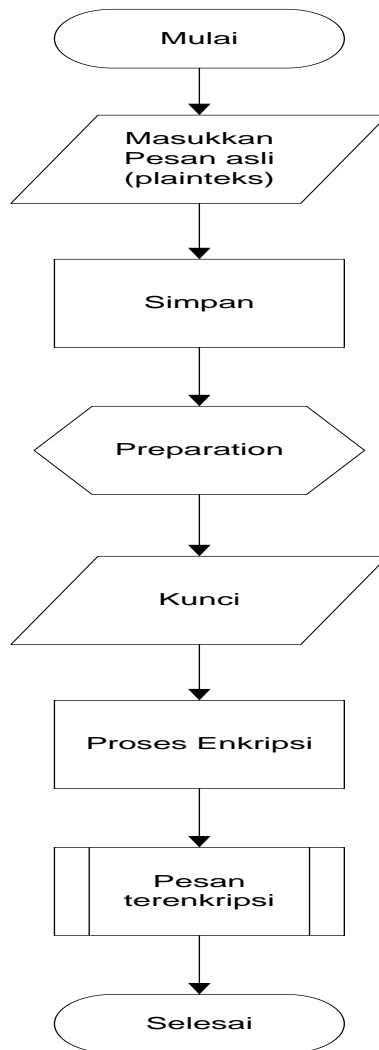 Mulai
Masukkan
Pesan asli
(plainteks)
Simpan
Preparation
Kunci
Proses Enkripsi
Pesan
terenkripsi
Selesai